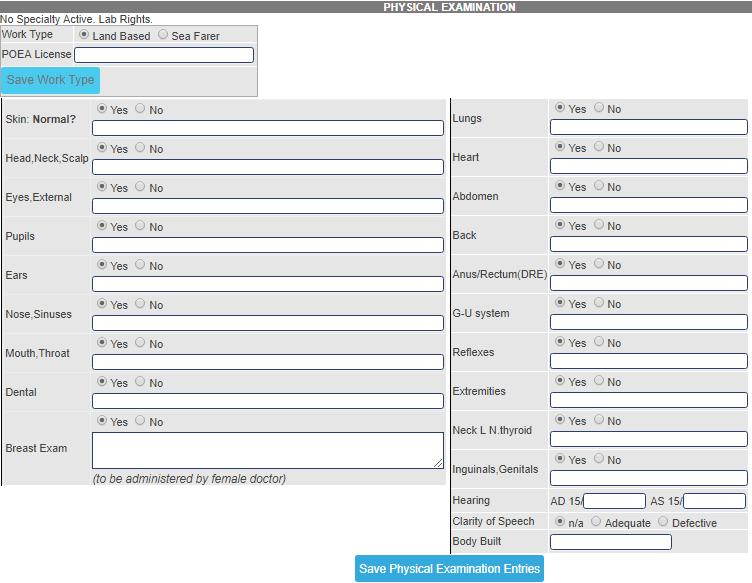 PHYSICAL EXAMINATION
No Specialty Active. Lab Rights.
Work Type Land Based Sea Farer
POEA License
Save Work Type
Skin: Normal? Yes No
Head,Neck,Scalp Yes No
Eyes,External Yes No
Pupils Yes No
Ears Yes No
Nose,Sinuses Yes No
Mouth,Throat Yes No
Dental Yes No
Breast Exam Yes No
(to be administered by female doctor)
Lungs Yes No
Heart Yes No
Abdomen Yes No
Back Yes No
Anus/Rectum(DRE) Yes No
G-U system Yes No
Reflexes Yes No
Extremities Yes No
Neck L N.thyroid Yes No
Inguinals,Genitals Yes No
Hearing AD 15/ AS 15/
Clarity of Speech n/a Adequate Defective
Body Built
Save Physical Examination Entries